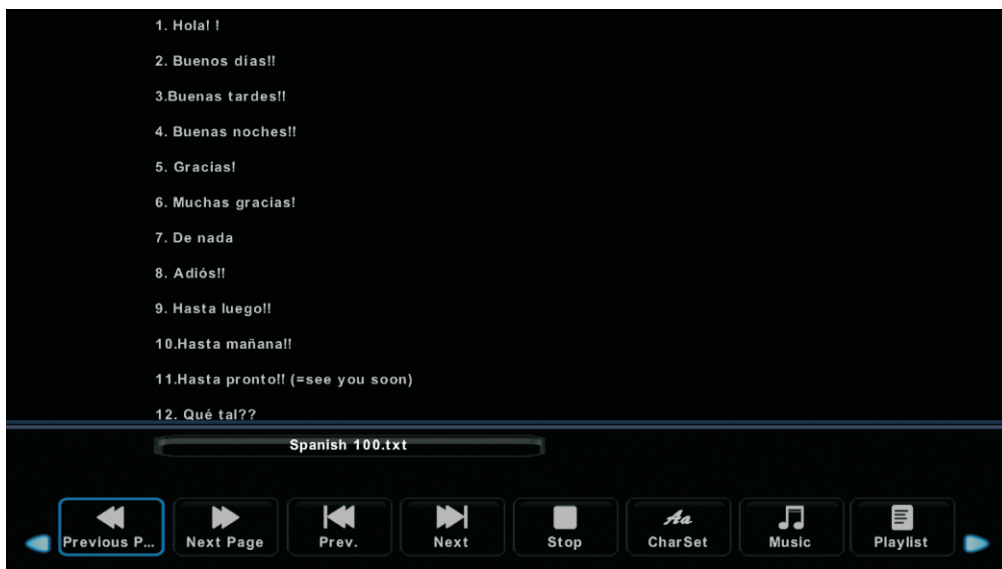 1. Hola! !
2. Buenos días!!
3.Buenas tardes!!
4. Buenas noches!!
5. Gracias!
6. Muchas gracias!
7. De nada
8. Adiós!!
9. Hasta luego!!
10.Hasta mañana!!
11.Hasta pronto!! (=see you soon)
12. Qué tal??
Spanish 100.txt
Previous P... Next Page Prev. Next Stop Aa CharSet Music Playlist